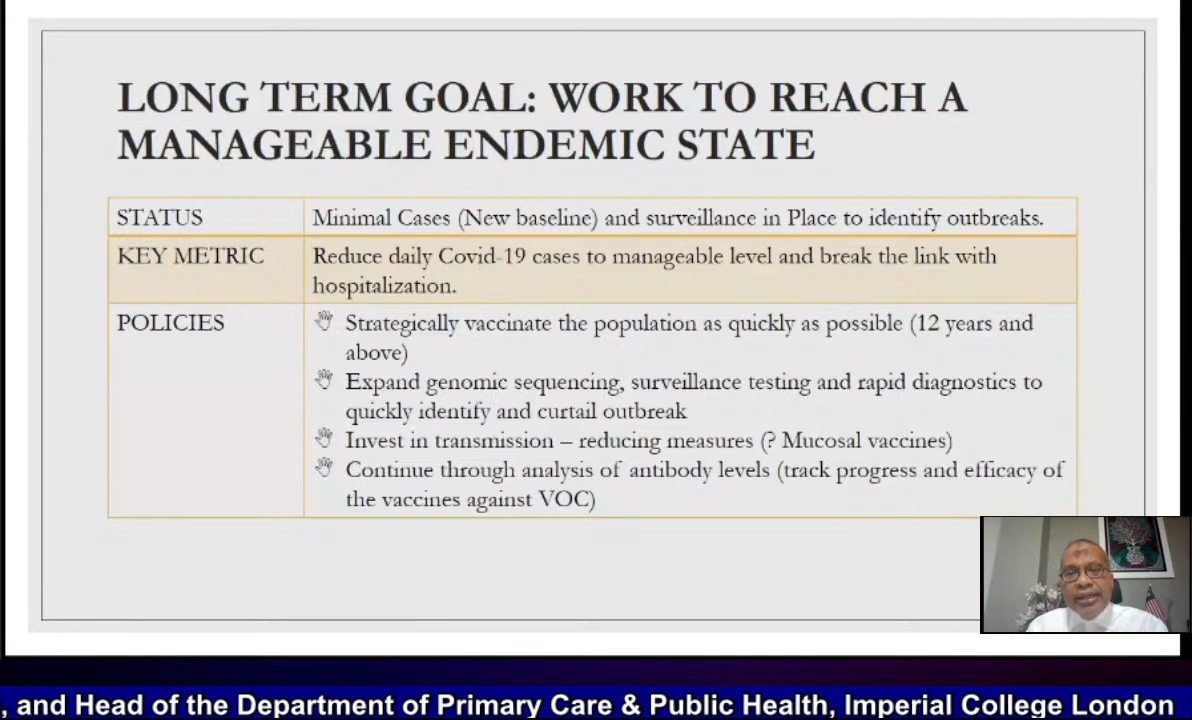 LONG TERM GOAL: WORK TO REACH A
MANAGEABLE ENDEMIC STATE
STATUS
Minimal Cases (New baseline) and surveillance in Place to identify outbreaks.
KEY METRIC
Reduce daily Covid-19 cases to manageable level and break the link with
hospitalization.
POLICIES
Strategically vaccinate the population as quickly as possible (12 years and
above)
Expand genomic sequencing, surveillance testing and rapid diagnostics to
quickly identify and curtail outbreak
Invest in transmission – reducing measures (? Mucosal vaccines)
Continue through analysis of antibody levels (track progress and efficacy of
the vaccines against VOC)
, and Head of the Department of Primary Care & Public Health, Imperial College London